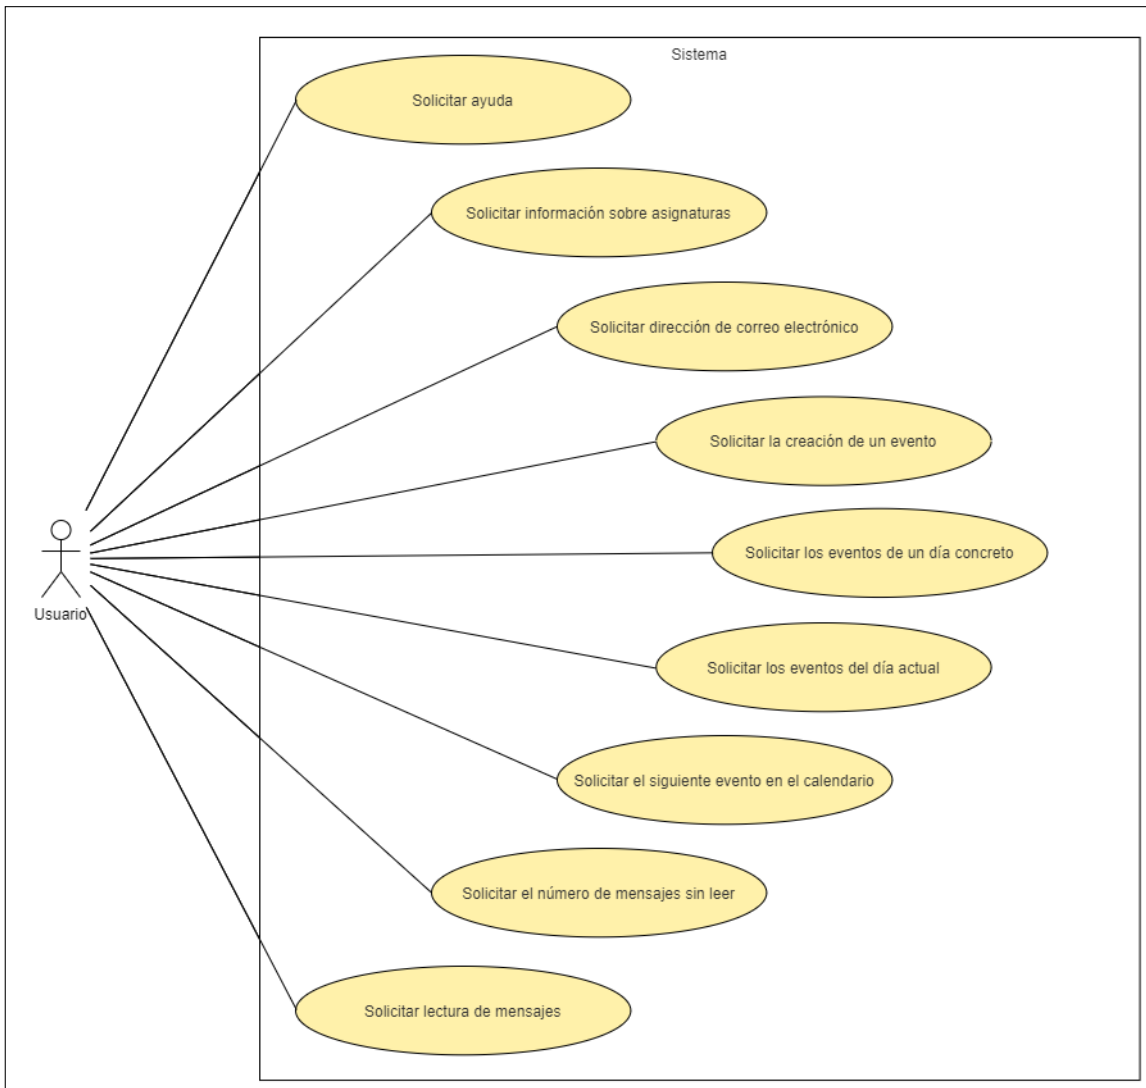 Sistema
Solicitar ayuda
Solicitar información sobre asignaturas
Solicitar dirección de correo electrónico
Solicitar la creación de un evento
Solicitar los eventos de un día concreto
Usuario
Solicitar los eventos del día actual
Solicitar el siguiente evento en el calendario
Solicitar el número de mensajes sin leer
Solicitar lectura de mensajes